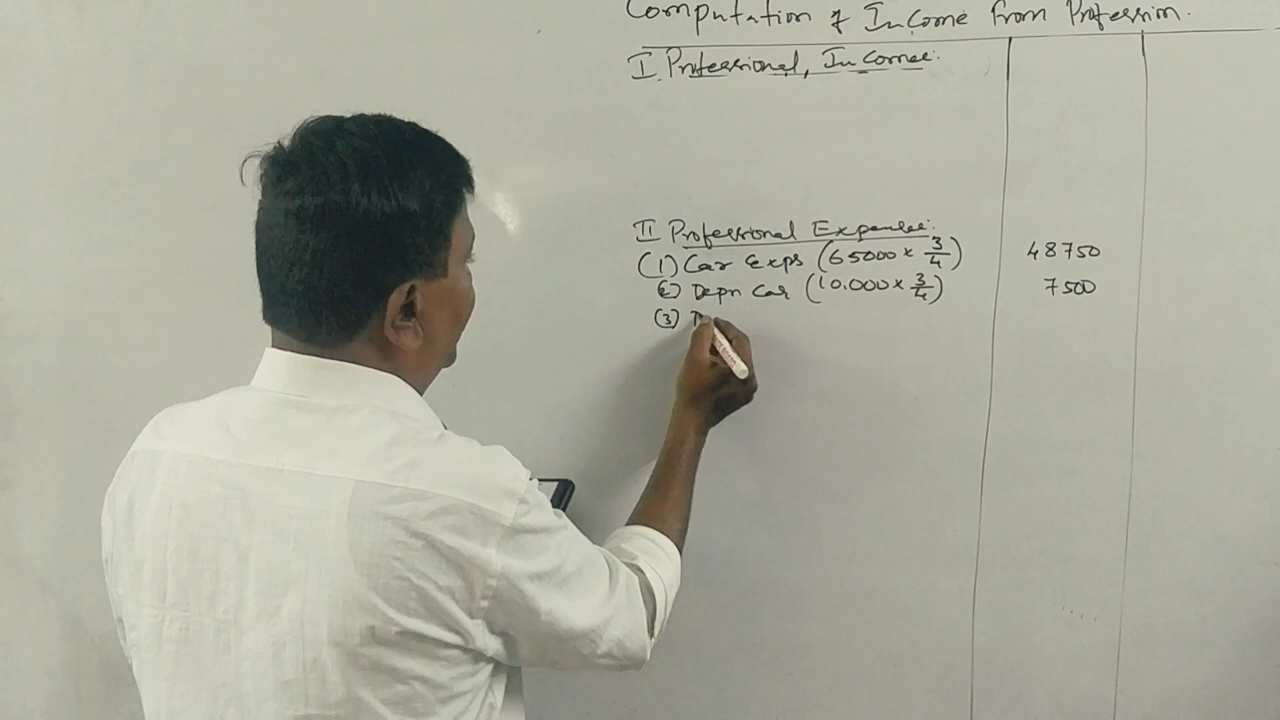 Computation of Income from Profession.
I Professional, Incomes:
II Professional Expenses:
(1) Car Exps (65000 × 3/4) 48750
(2) Depn Car (10.000 × 3/4) 7500
(3)